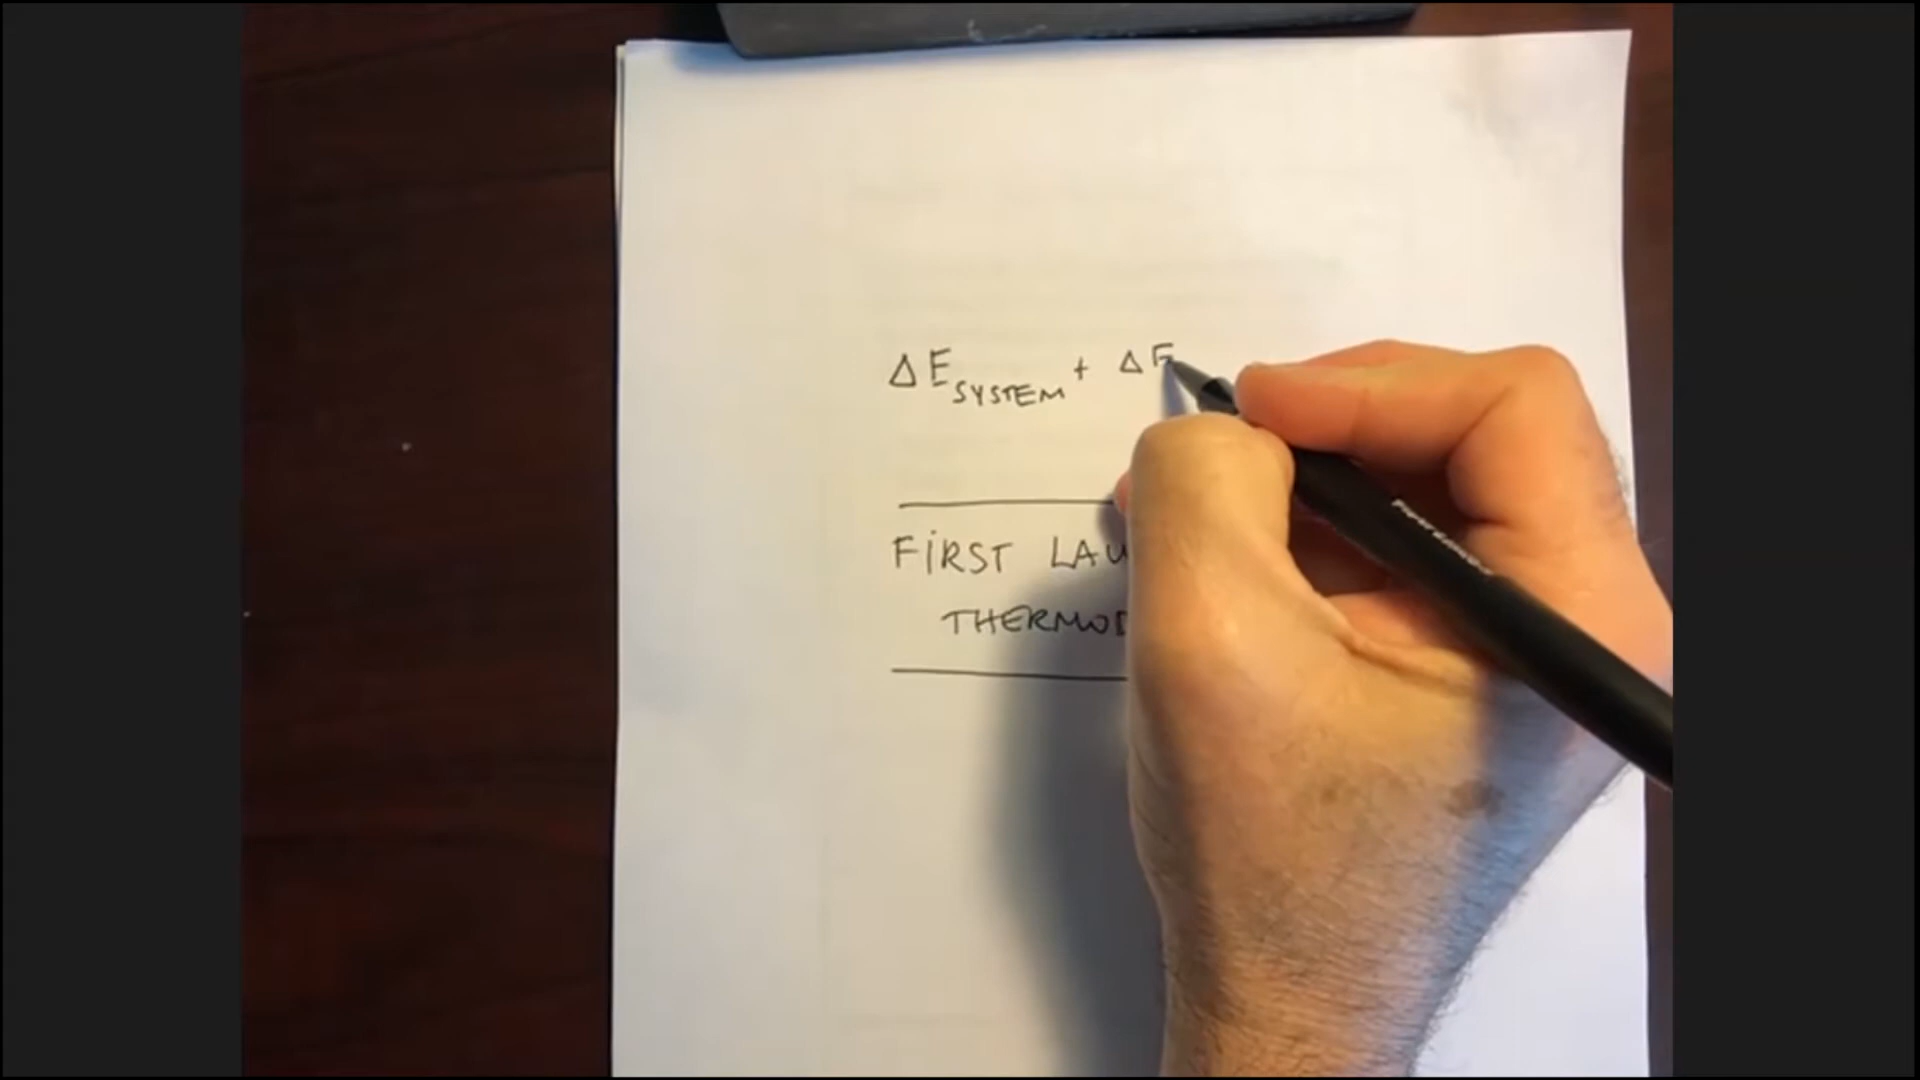 ΔE SYSTEM + ΔE
FIRST LAW
THERMOD